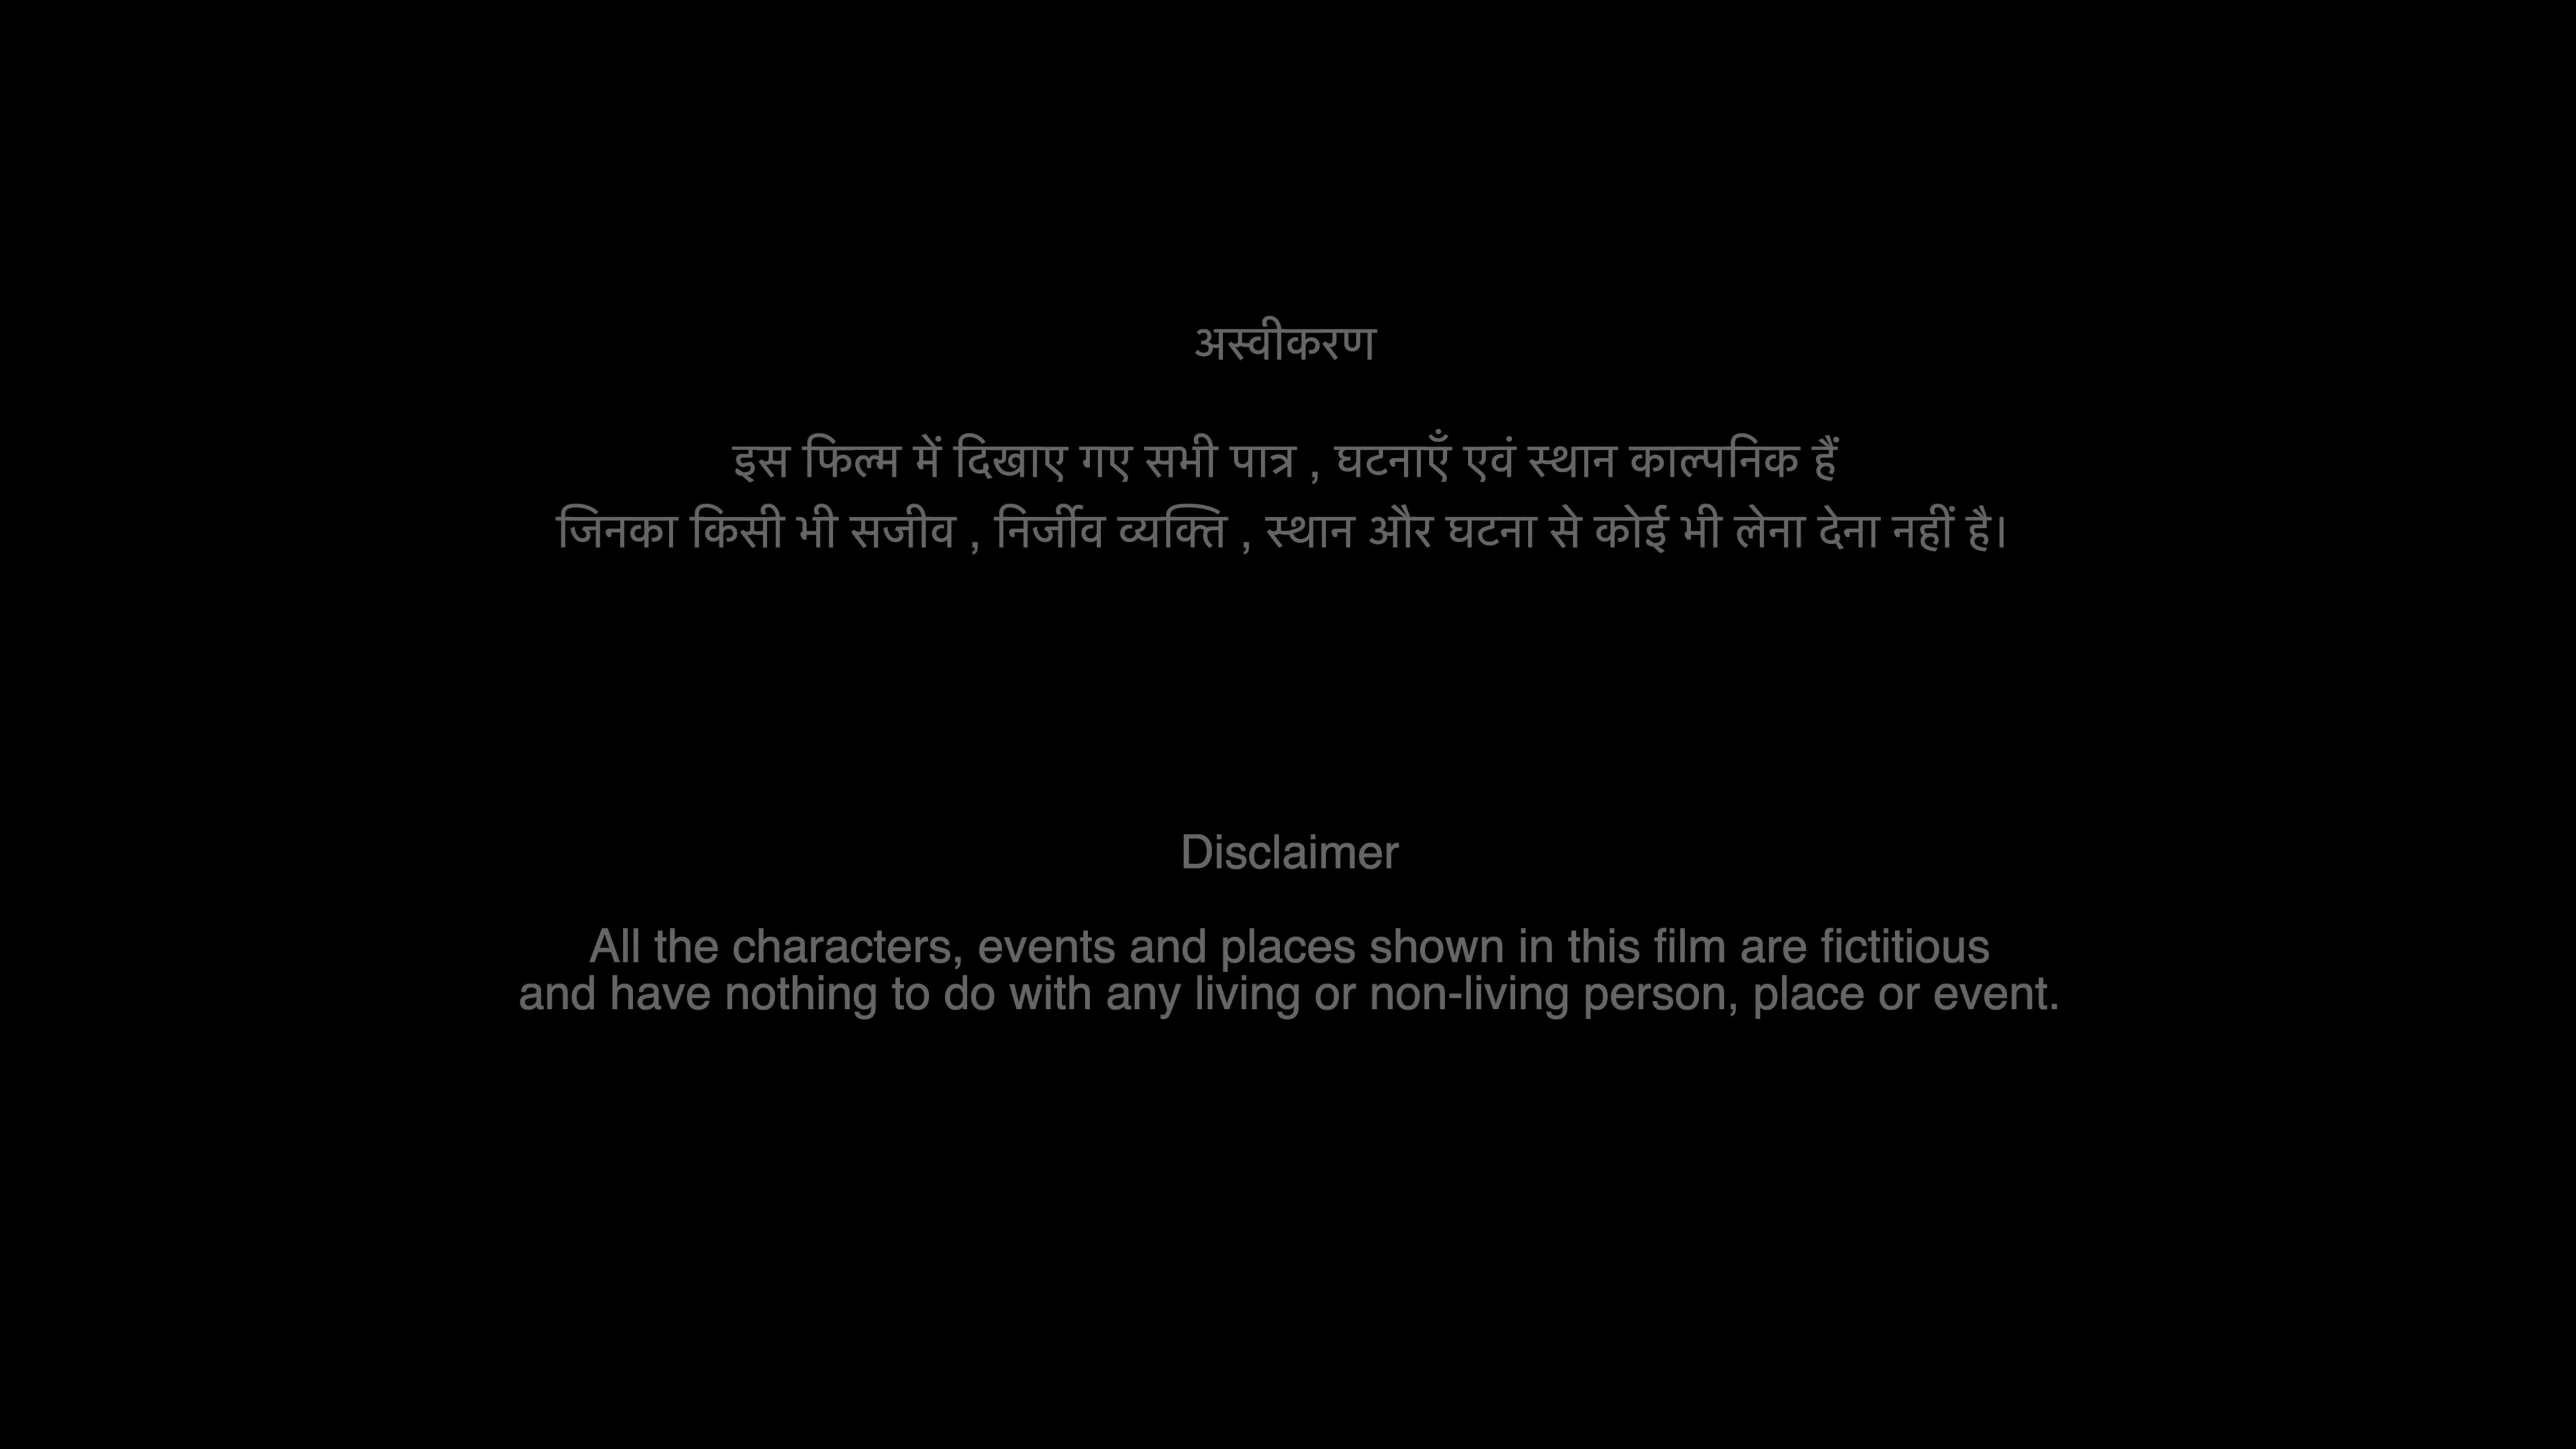 अस्वीकरण
इस फिल्म में दिखाए गए सभी पात्र , घटनाएँ एवं स्थान काल्पनिक हैं
जिनका किसी भी सजीव , निर्जीव व्यक्ति , स्थान और घटना से कोई भी लेना देना नहीं है।
Disclaimer
All the characters, events and places shown in this film are fictitious
and have nothing to do with any living or non-living person, place or event.